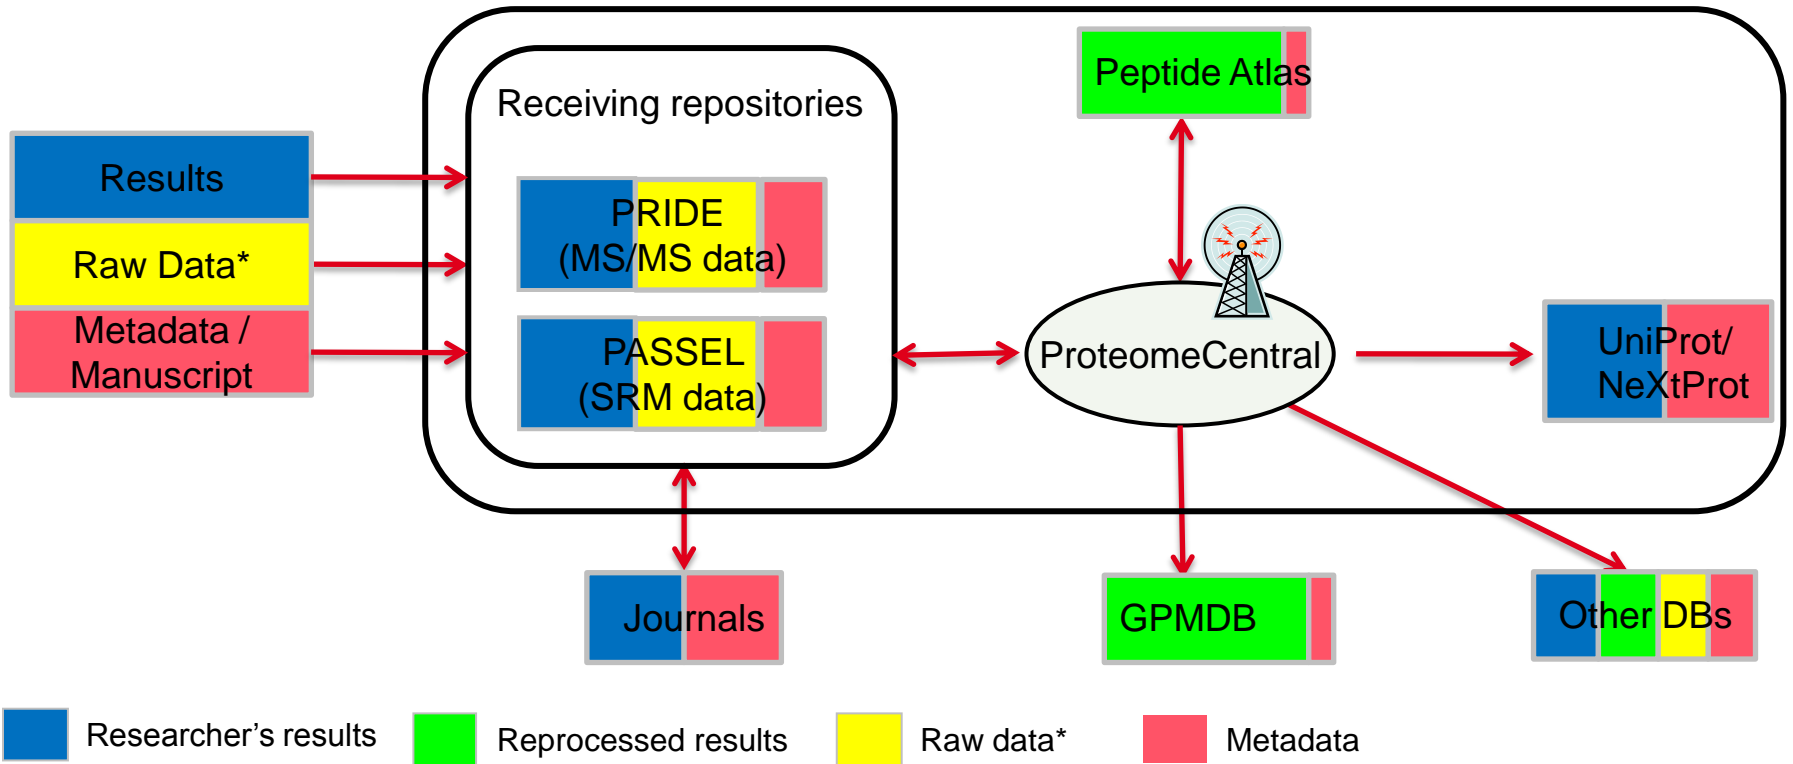 Peptide Atlas
Receiving repositories
Results
Raw Data*
Metadata /
Manuscript
PRIDE
(MS/MS data)
PASSEL
(SRM data)
ProteomeCentral
UniProt/
NeXtProt
Journals
GPMDB
Other DBs
Researcher’s results
Reprocessed results
Raw data*
Metadata